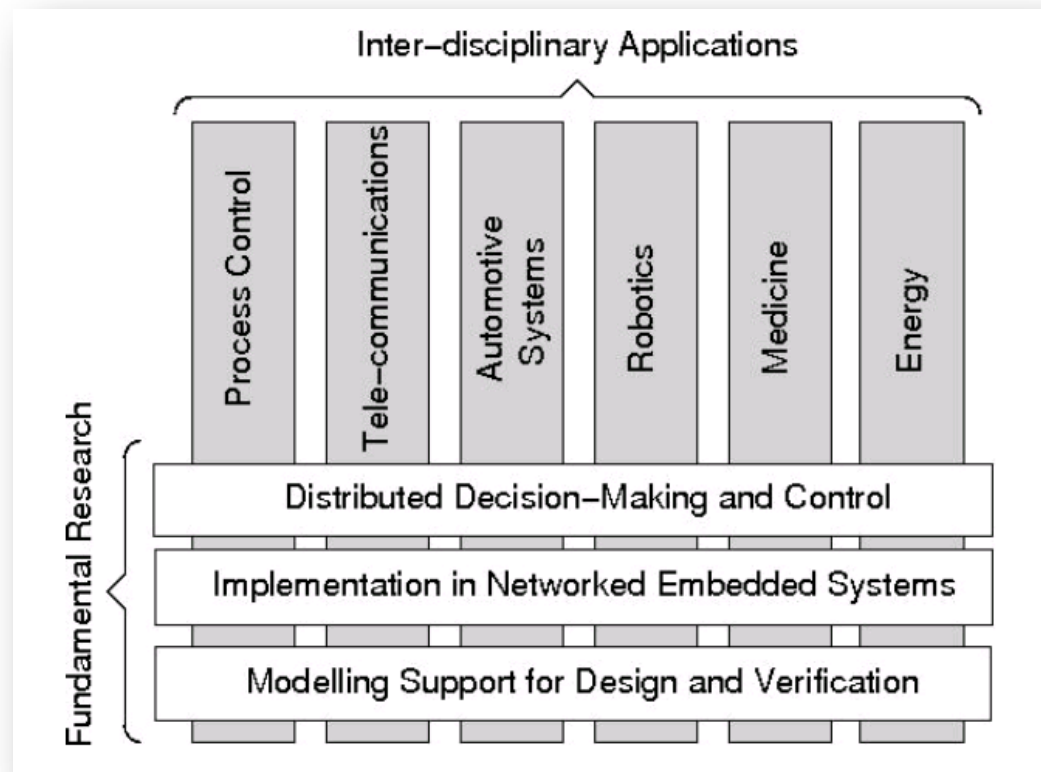 Inter-disciplinary Applications
Process Control
Tele-communications
Automotive
Systems
Robotics
Medicine
Energy
Fundamental Research
Distributed Decision-Making and Control
Implementation in Networked Embedded Systems
Modelling Support for Design and Verification